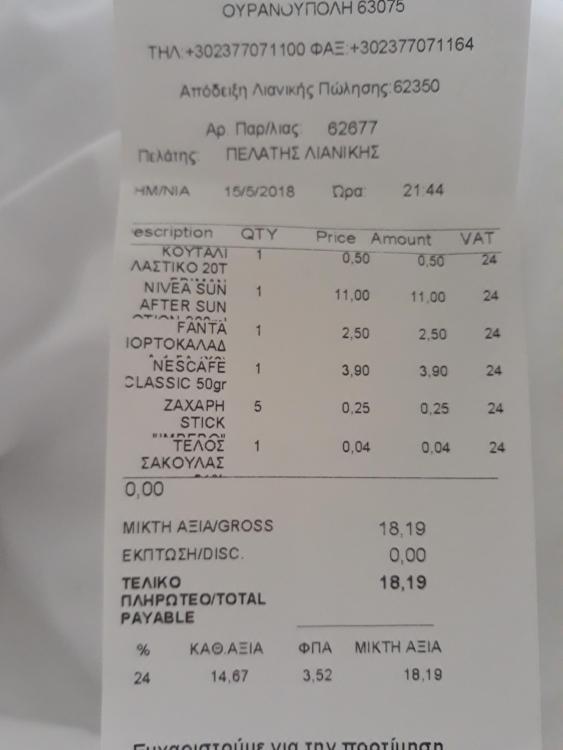 ΟΥΡΑΝΟΥΠΟΛΗ 63075
ΤΗΛ:+302377071100 ΦΑΞ:+302377071164
Απόδειξη Λιανικής Πώλησης:62350
Αρ. Παρ/λιας: 62677
Πελάτης: ΠΕΛΑΤΗΣ ΛΙΑΝΙΚΗΣ
ΗΜ/ΝΙΑ 15/5/2018 Ώρα: 21:44
escription QTY Price Amount VAT
ΚΟΥΤΑΛΙ 1 0,50 0,50 24
ΛΑΣΤΙΚΟ 20Τ
NIVEA SUN 1 11,00 11,00 24
AFTER SUN
FANTA 1 2,50 2,50 24
ΙΟΡΤΟΚΑΛΑΔ
NESCAFE 1 3,90 3,90 24
CLASSIC 50gr
ΖΑΧΑΡΗ 5 0,25 0,25 24
STICK
ΤΕΛΟΣ 1 0,04 0,04 24
ΣΑΚΟΥΛΑΣ
0,00
ΜΙΚΤΗ ΑΞΙΑ/GROSS 18,19
ΕΚΠΤΩΣΗ/DISC. 0,00
ΤΕΛΙΚΟ 18,19
ΠΛΗΡΩΤΕΟ/TOTAL
PAYABLE
% ΚΑΘ.ΑΞΙΑ ΦΠΑ ΜΙΚΤΗ ΑΞΙΑ
24 14,67 3,52 18,19
Ευχαριστούμε για την προτίμηση